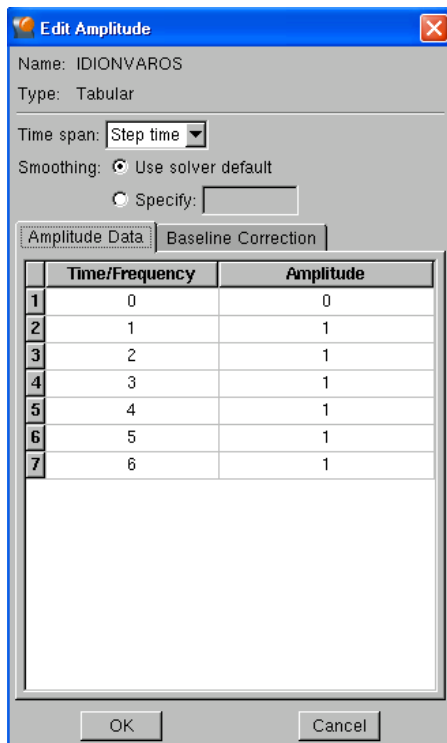 Edit Amplitude
Name: IDIONVAROS
Type: Tabular
Time span: Step time
Smoothing: Use solver default
Specify:
Amplitude Data Baseline Correction
Time/Frequency Amplitude
1 0 0
2 1 1
3 2 1
4 3 1
5 4 1
6 5 1
7 6 1
OK Cancel